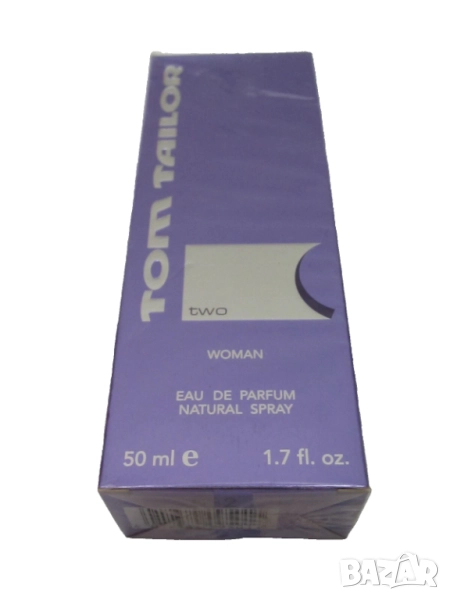 TOM TAILOR
two
WOMAN
EAU DE PARFUM
NATURAL SPRAY
50 ml ℮ 1.7 fl. oz.
BAZAR